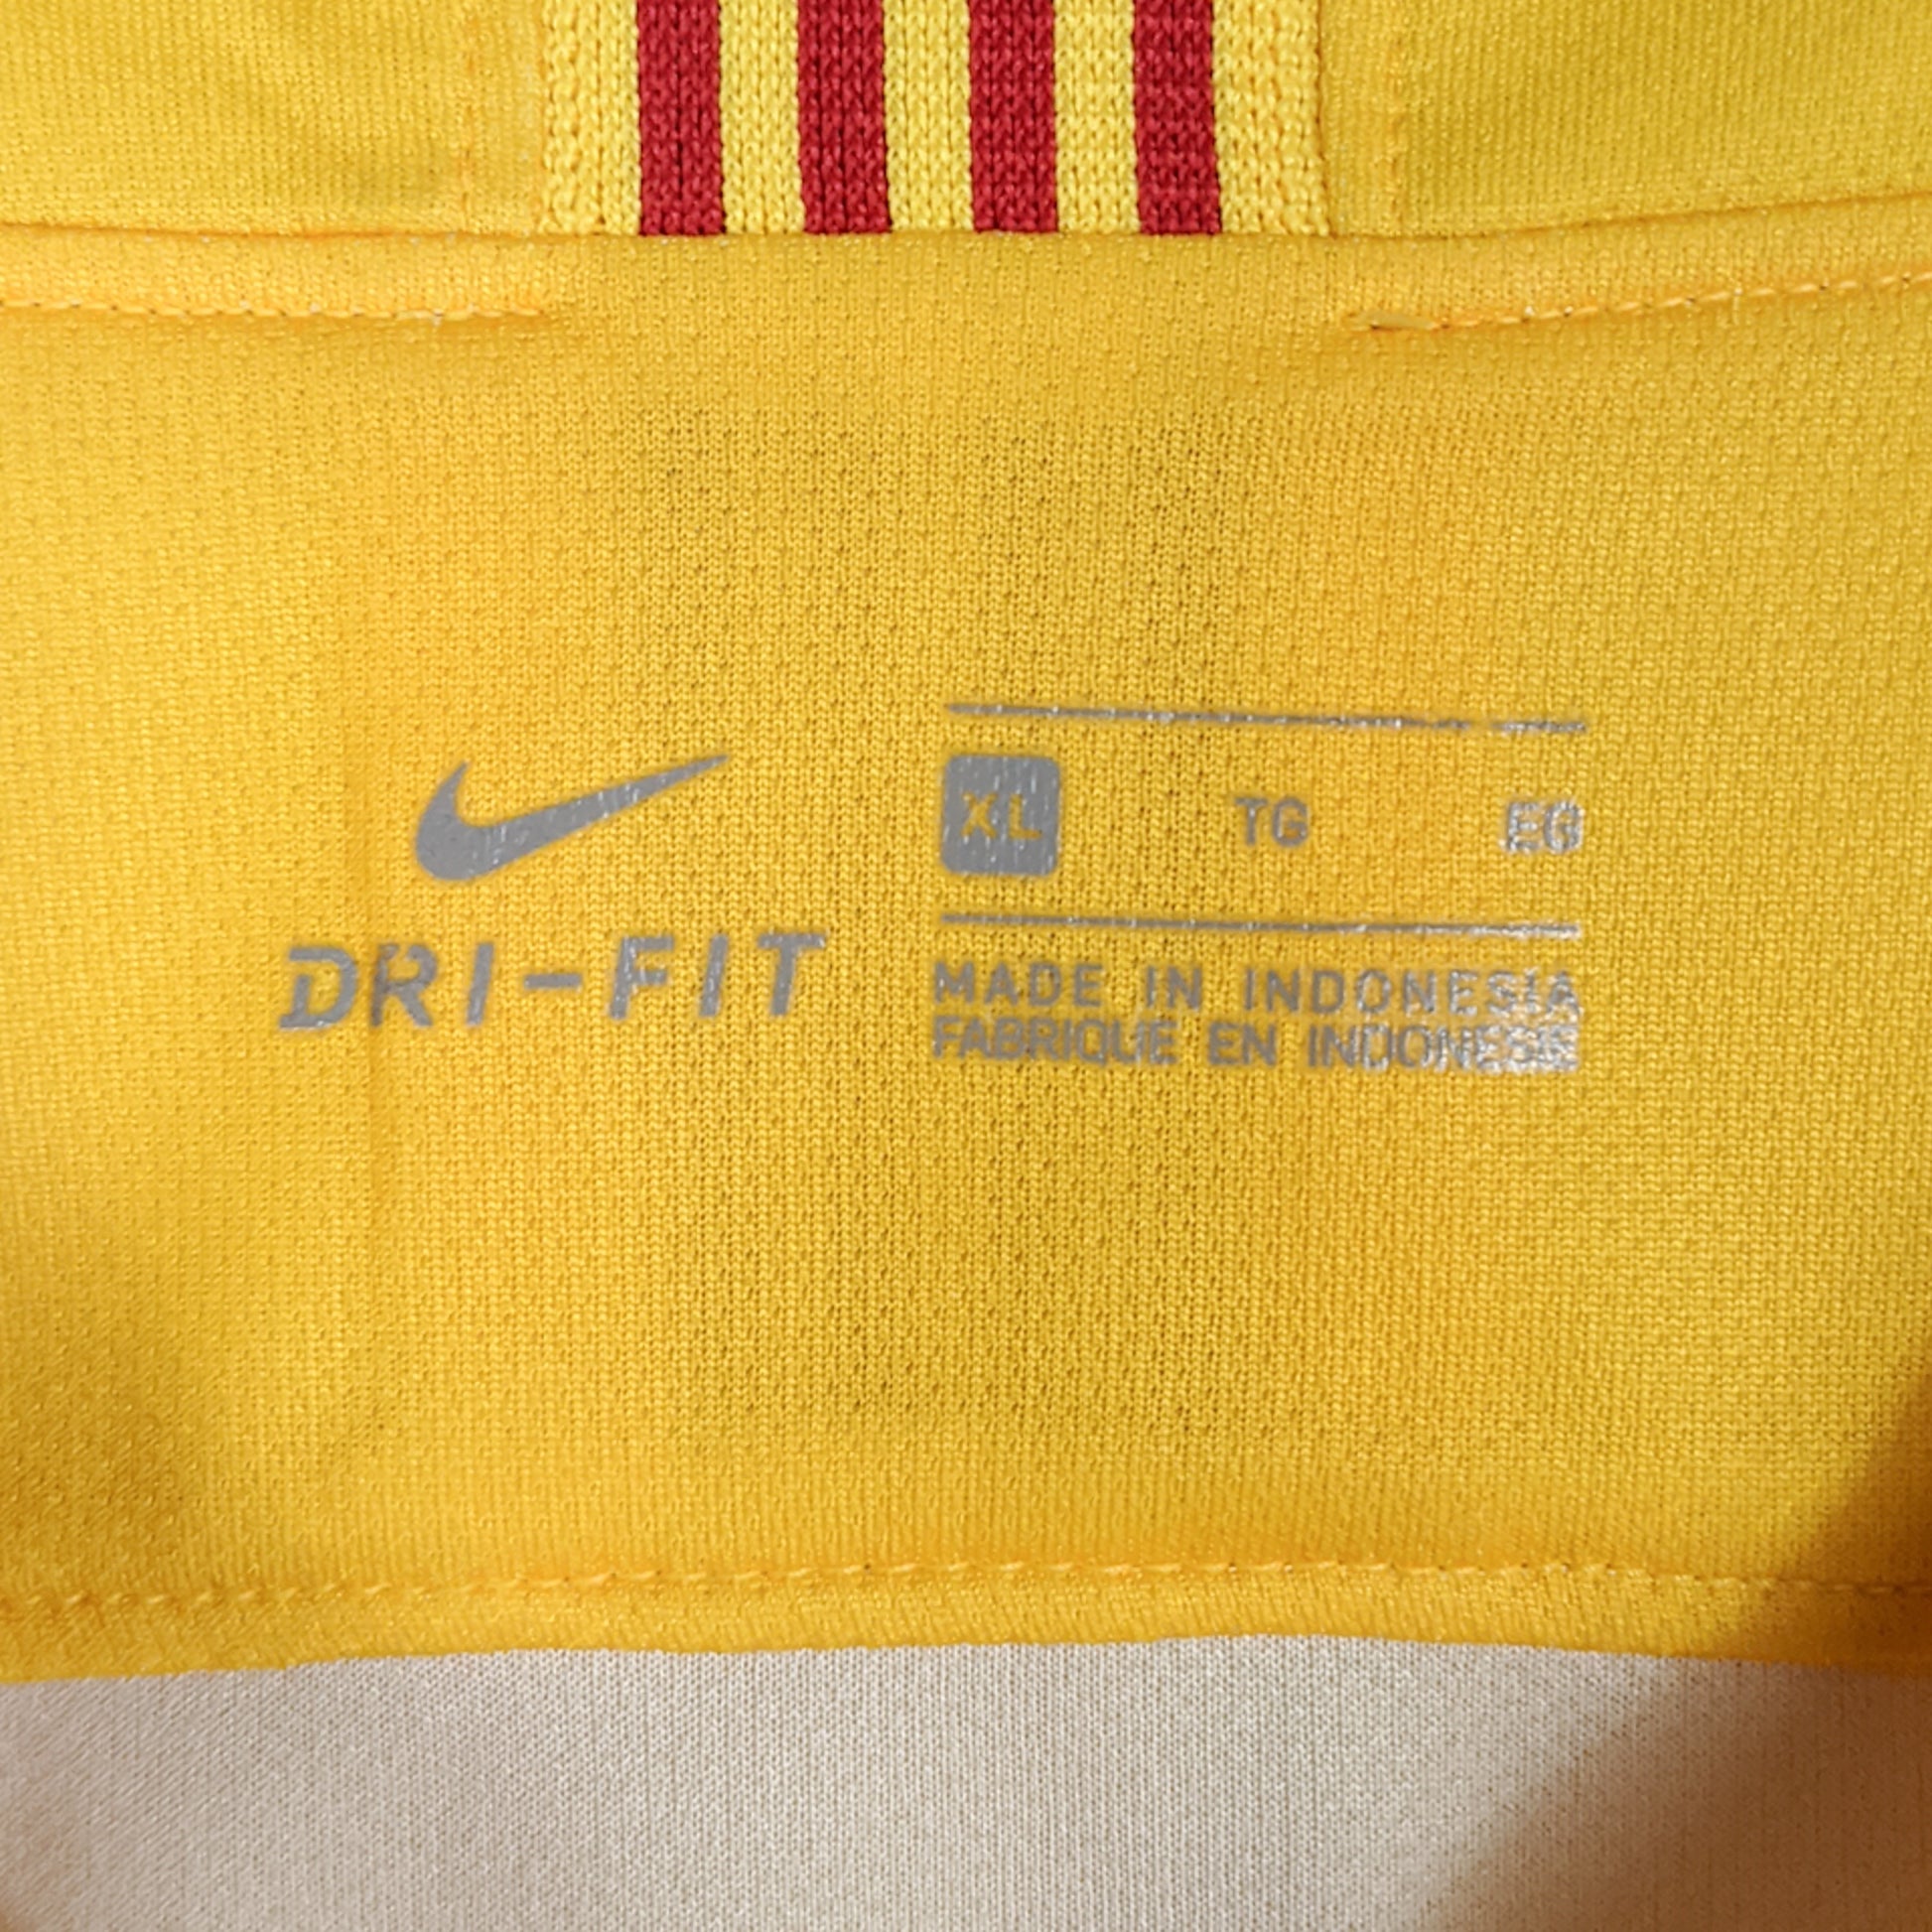 DRI-FIT
XL TG EG
MADE IN INDONESIA
FABRIQUE EN INDONESIE